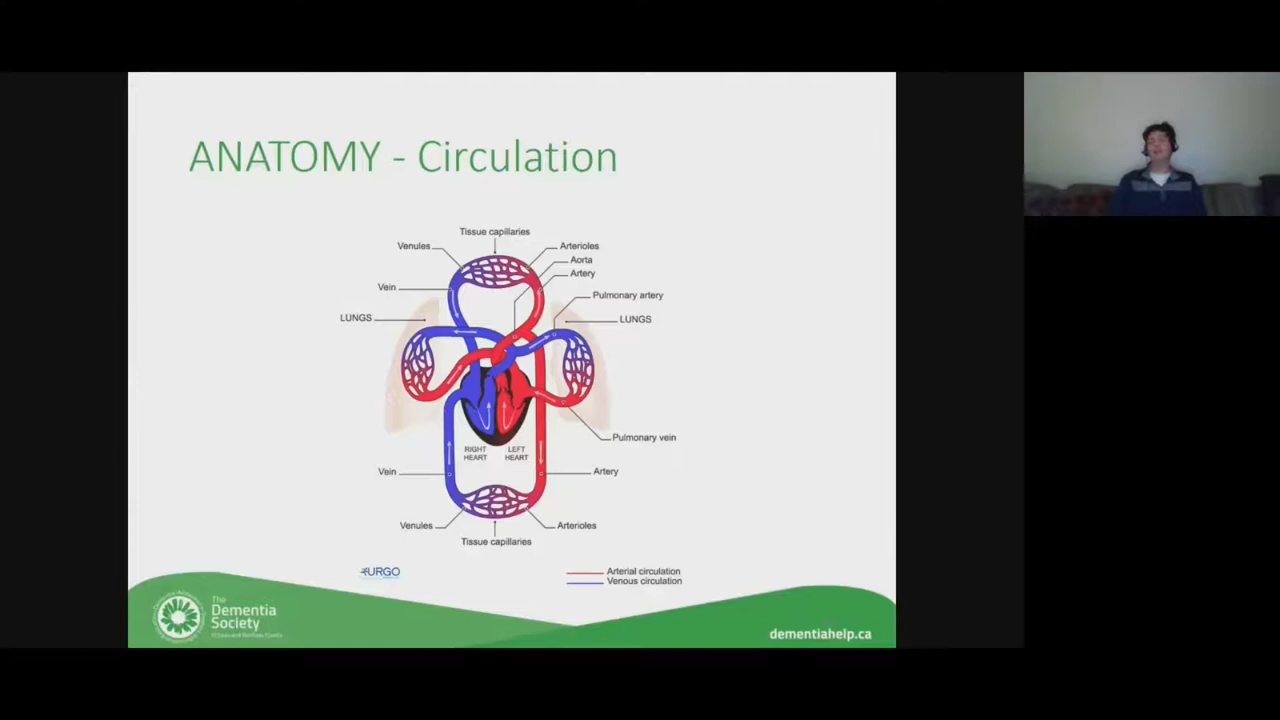 ANATOMY - Circulation
Tissue capillaries
Venules
Arterioles
Aorta
Artery
Vein
Pulmonary artery
LUNGS
LUNGS
Pulmonary vein
RIGHT
HEART
LEFT
HEART
Vein
Artery
Venules
Arterioles
Tissue capillaries
URGO
Arterial circulation
Venous circulation
The
Dementia
Society
dementiahelp.ca